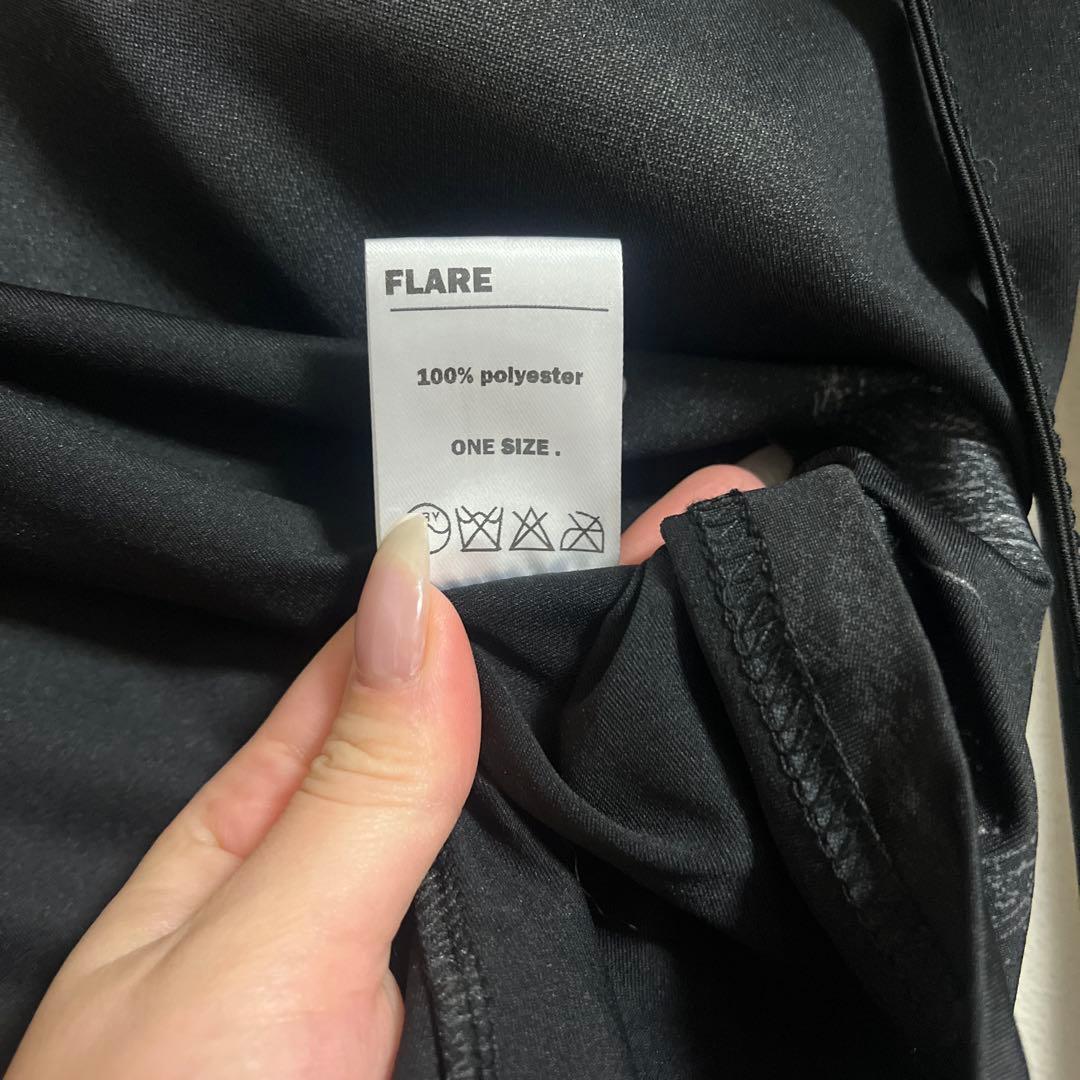 FLARE
100% polyester
ONE SIZE .